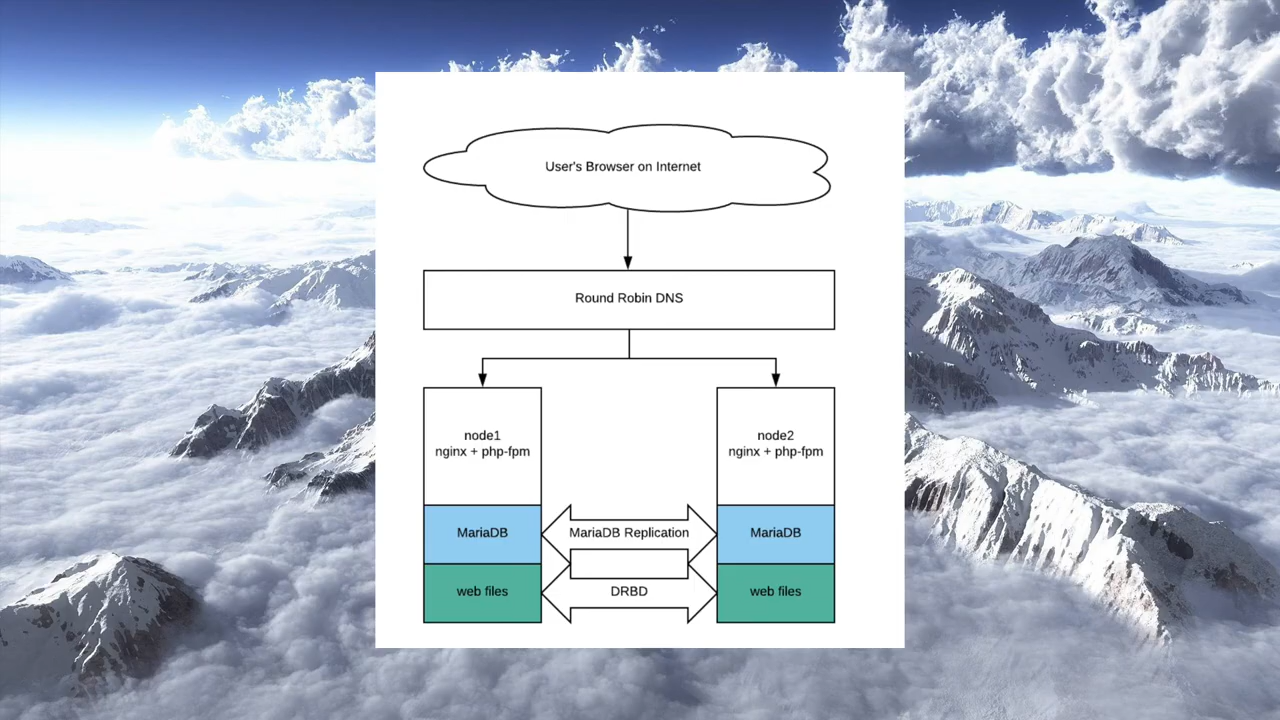 User's Browser on Internet
Round Robin DNS
node1
nginx + php-fpm
node2
nginx + php-fpm
MariaDB
MariaDB Replication
MariaDB
web files
DRBD
web files